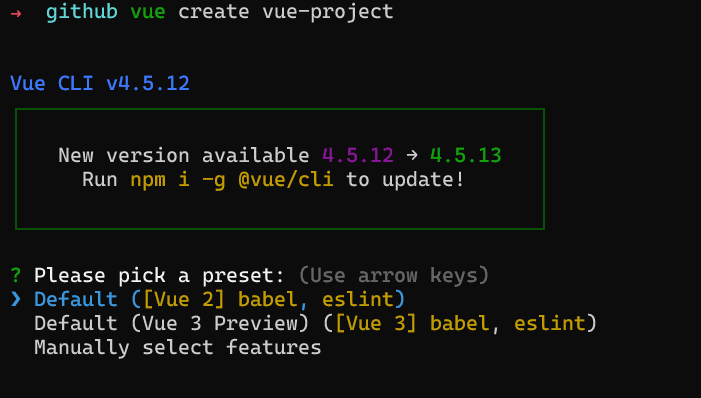 → github vue create vue-project
Vue CLI v4.5.12
New version available 4.5.12 → 4.5.13
Run npm i -g @vue/cli to update!
? Please pick a preset: (Use arrow keys)
❯ Default ([Vue 2] babel, eslint)
Default (Vue 3 Preview) ([Vue 3] babel, eslint)
Manually select features